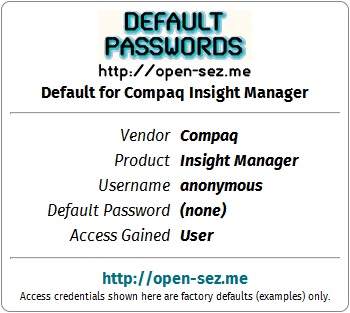 DEFAULT
PASSWORDS
http://open-sez.me
Default for Compaq Insight Manager
Vendor Compaq
Product Insight Manager
Username anonymous
Default Password (none)
Access Gained User
http://open-sez.me
Access credentials shown here are factory defaults (examples) only.